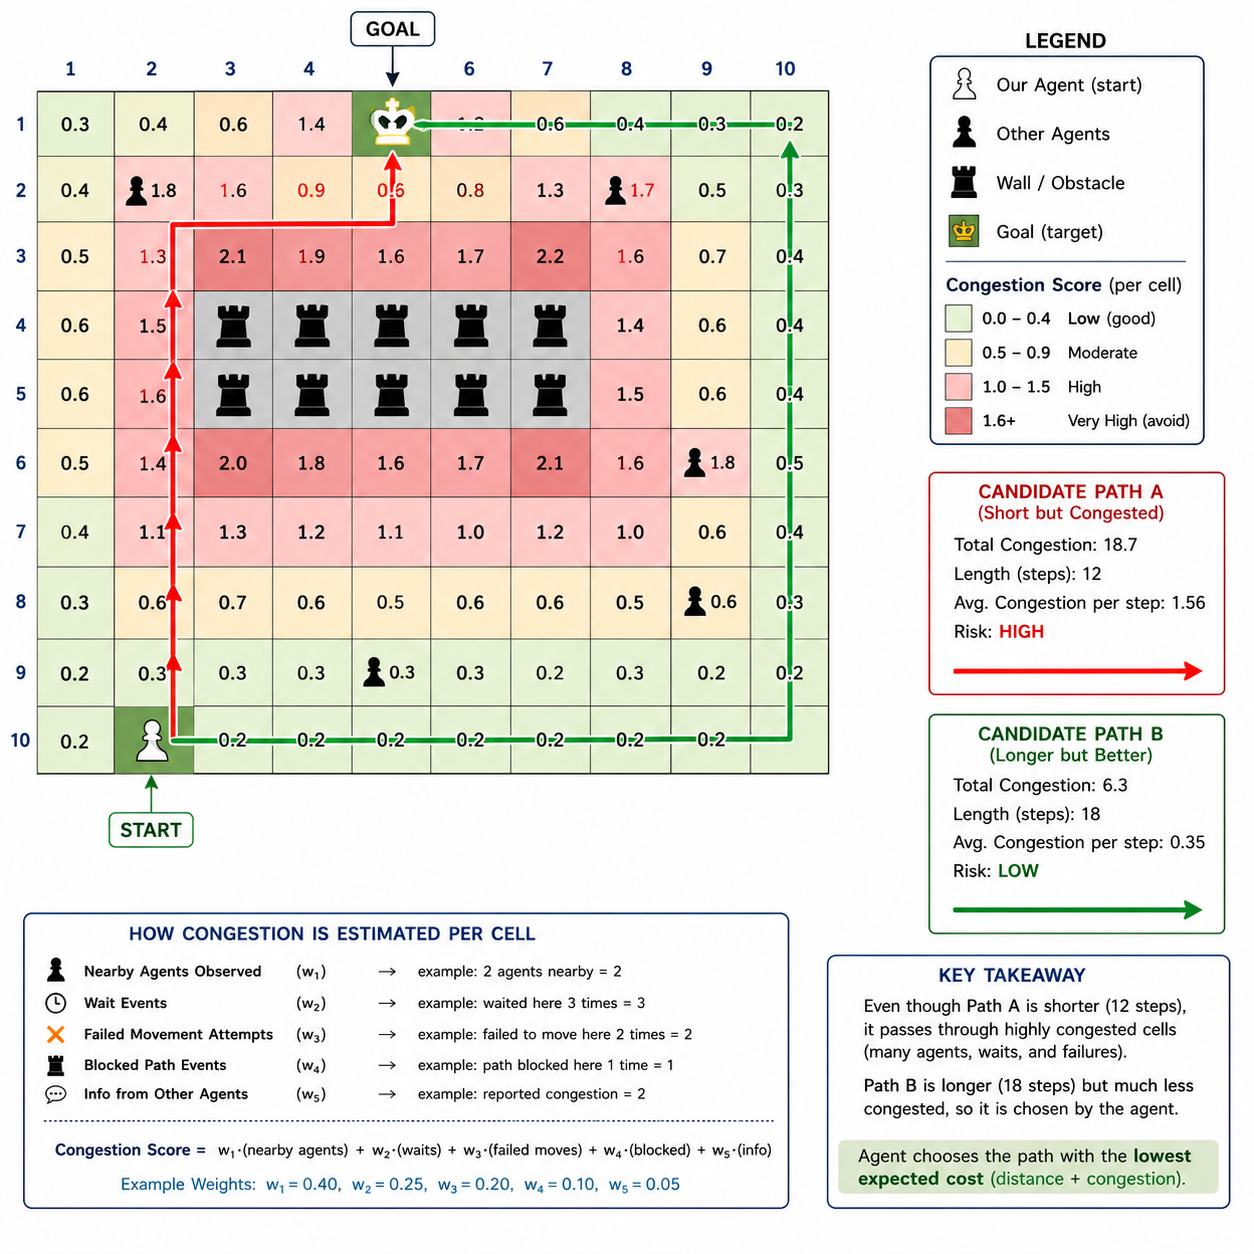 GOAL
1 2 3 4 6 7 8 9 10
1 0.3 0.4 0.6 1.4 0.6 0.4 0.3 0.2
2 0.4 1.8 1.6 0.9 0.6 0.8 1.3 1.7 0.5 0.3
3 0.5 1.3 2.1 1.9 1.6 1.7 2.2 1.6 0.7 0.4
4 0.6 1.5 1.4 0.6 0.4
5 0.6 1.6 1.5 0.6 0.4
6 0.5 1.4 2.0 1.8 1.6 1.7 2.1 1.6 1.8 0.5
7 0.4 1.1 1.3 1.2 1.1 1.0 1.2 1.0 0.6 0.4
8 0.3 0.6 0.7 0.6 0.5 0.6 0.6 0.5 0.6 0.3
9 0.2 0.3 0.3 0.3 0.3 0.3 0.2 0.3 0.2 0.2
10 0.2 0.2 0.2 0.2 0.2 0.2 0.2 0.2
START
LEGEND
Our Agent (start)
Other Agents
Wall / Obstacle
Goal (target)
Congestion Score (per cell)
0.0 – 0.4 Low (good)
0.5 – 0.9 Moderate
1.0 – 1.5 High
1.6+ Very High (avoid)
CANDIDATE PATH A
(Short but Congested)
Total Congestion: 18.7
Length (steps): 12
Avg. Congestion per step: 1.56
Risk: HIGH
CANDIDATE PATH B
(Longer but Better)
Total Congestion: 6.3
Length (steps): 18
Avg. Congestion per step: 0.35
Risk: LOW
HOW CONGESTION IS ESTIMATED PER CELL
Nearby Agents Observed (w₁) → example: 2 agents nearby = 2
Wait Events (w₂) → example: waited here 3 times = 3
Failed Movement Attempts (w₃) → example: failed to move here 2 times = 2
Blocked Path Events (w₄) → example: path blocked here 1 time = 1
Info from Other Agents (w₅) → example: reported congestion = 2
Congestion Score = w₁·(nearby agents) + w₂·(waits) + w₃·(failed moves) + w₄·(blocked) + w₅·(info)
Example Weights: w₁ = 0.40, w₂ = 0.25, w₃ = 0.20, w₄ = 0.10, w₅ = 0.05
KEY TAKEAWAY
Even though Path A is shorter (12 steps),
it passes through highly congested cells
(many agents, waits, and failures).
Path B is longer (18 steps) but much less
congested, so it is chosen by the agent.
Agent chooses the path with the lowest
expected cost (distance + congestion).